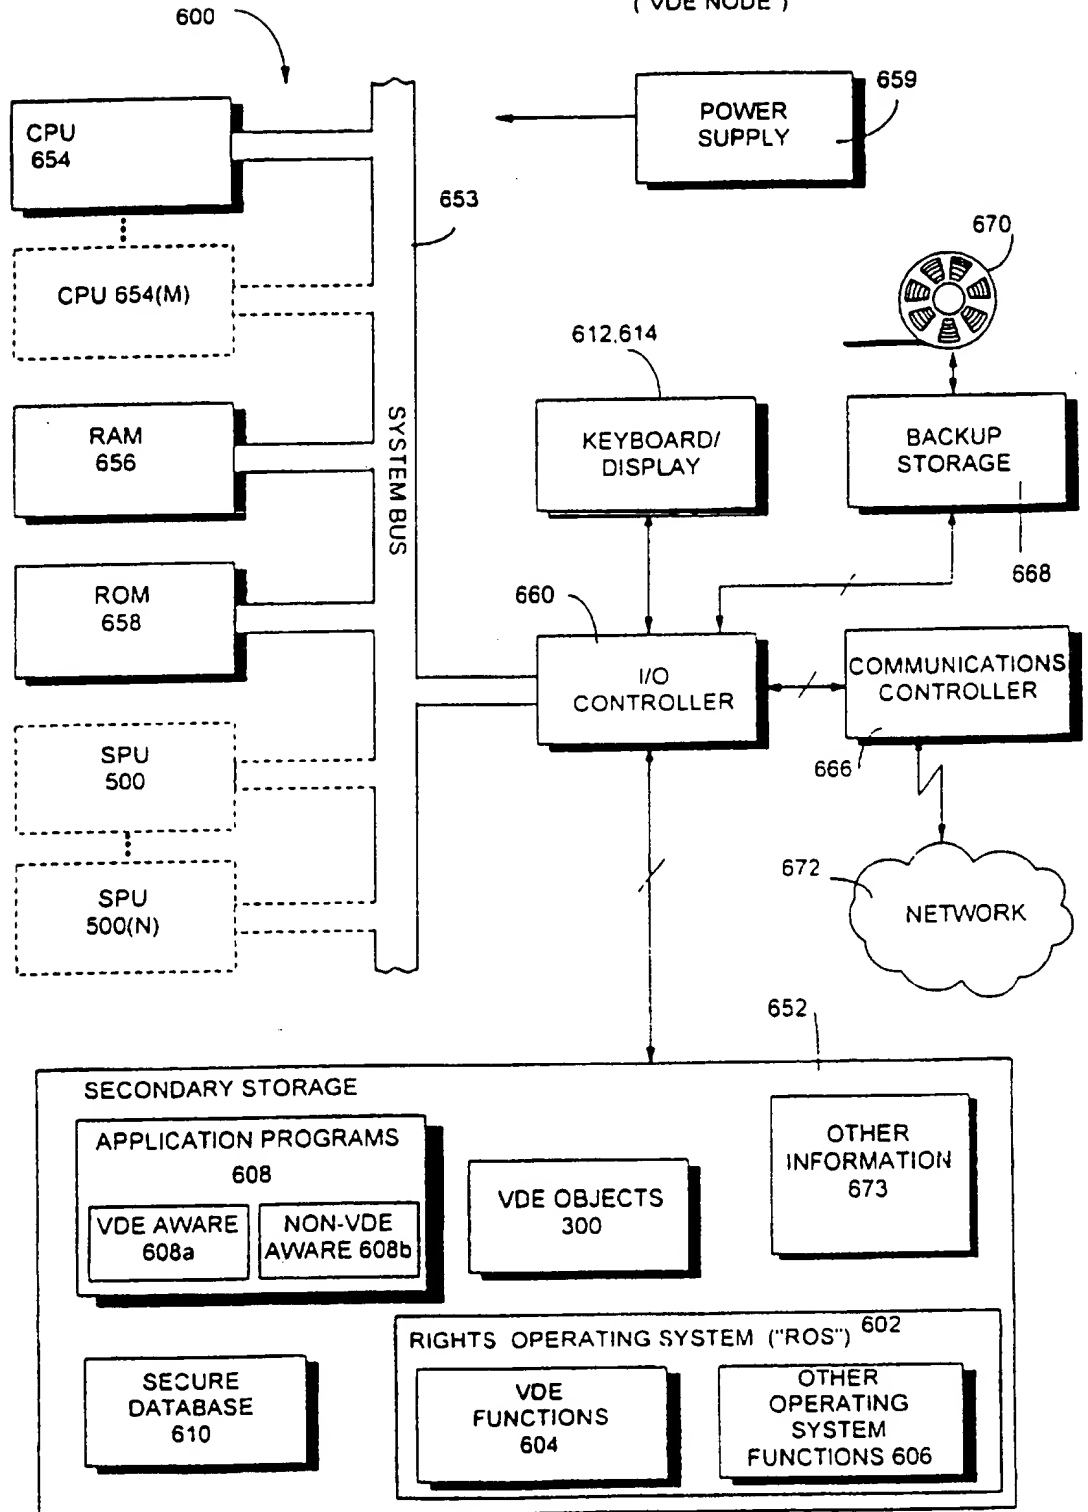 ("VDE NODE")
600
CPU
654
POWER
SUPPLY
659
653
CPU 654(M)
670
612,614
SYSTEM BUS
RAM
656
KEYBOARD/
DISPLAY
BACKUP
STORAGE
668
ROM
658
660
I/O
CONTROLLER
COMMUNICATIONS
CONTROLLER
666
SPU
500
672
NETWORK
SPU
500(N)
652
SECONDARY STORAGE
APPLICATION PROGRAMS
608
VDE AWARE
608a
NON-VDE
AWARE 608b
VDE OBJECTS
300
OTHER
INFORMATION
673
RIGHTS OPERATING SYSTEM ("ROS") 602
SECURE
DATABASE
610
VDE
FUNCTIONS
604
OTHER
OPERATING
SYSTEM
FUNCTIONS 606